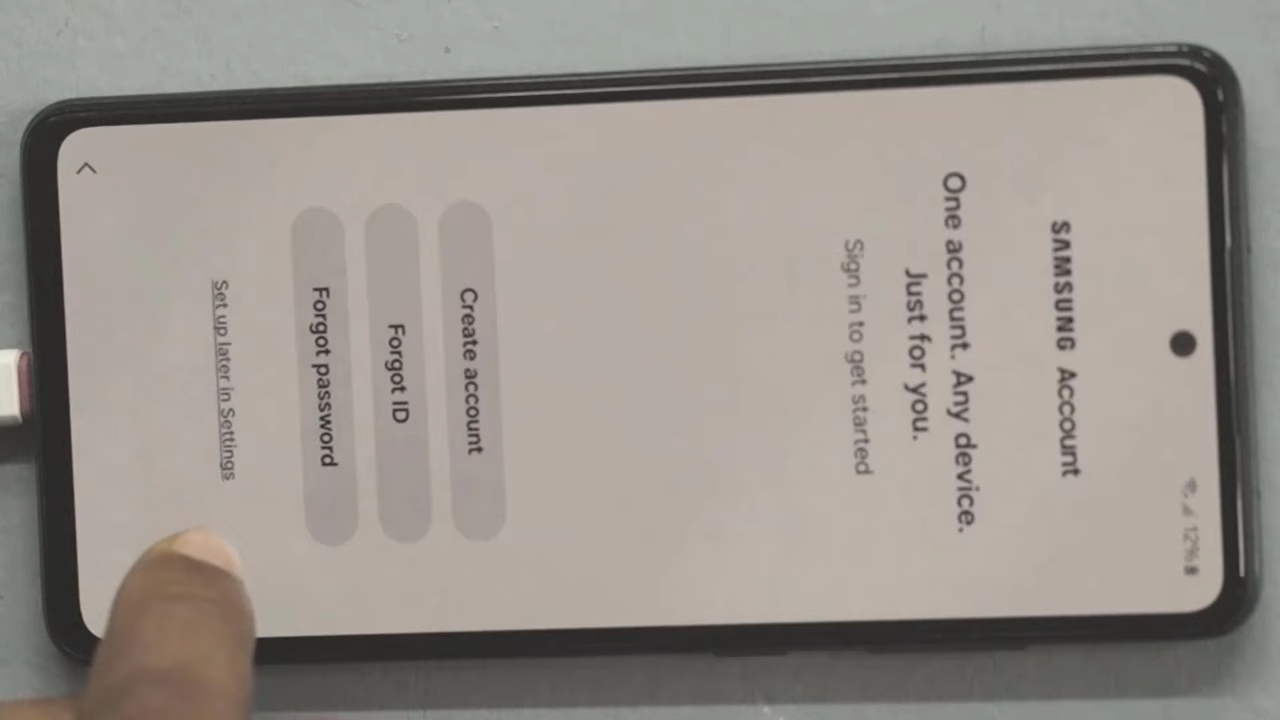 12%
SAMSUNG Account
One account. Any device.
Just for you.
Sign in to get started
Create account
Forgot ID
Forgot password
Set up later in Settings